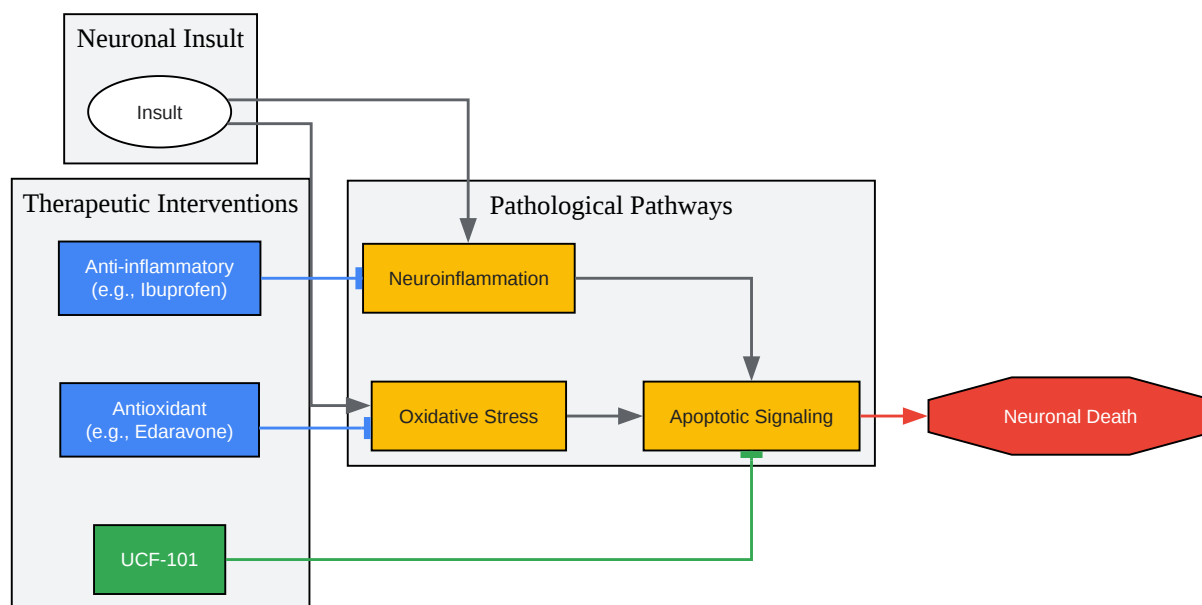 Neuronal Insult
Insult
Therapeutic Interventions
Pathological Pathways
Anti-inflammatory
(e.g., Ibuprofen)
Neuroinflammation
Antioxidant
(e.g., Edaravone)
Oxidative Stress
Apoptotic Signaling
Neuronal Death
UCF-101